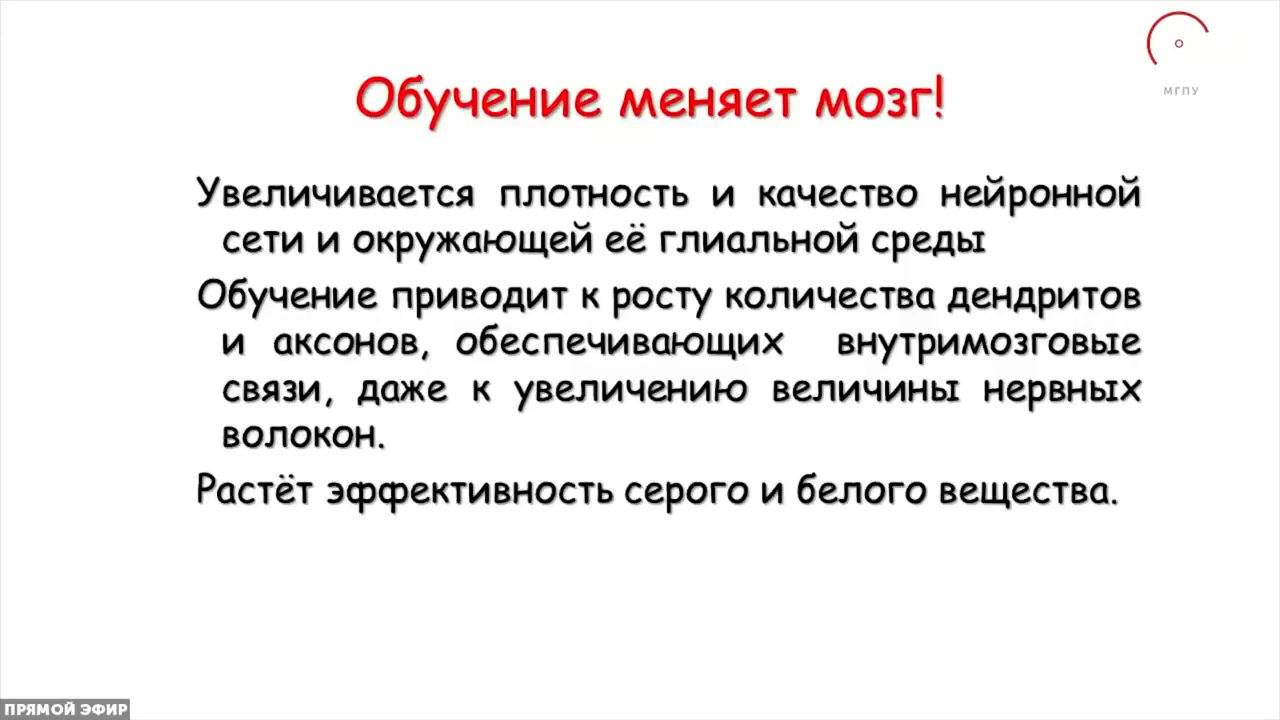 МГПУ
Обучение меняет мозг!
Увеличивается плотность и качество нейронной
сети и окружающей её глиальной среды
Обучение приводит к росту количества дендритов
и аксонов, обеспечивающих внутримозговые
связи, даже к увеличению величины нервных
волокон.
Растёт эффективность серого и белого вещества.
ПРЯМОЙ ЭФИР